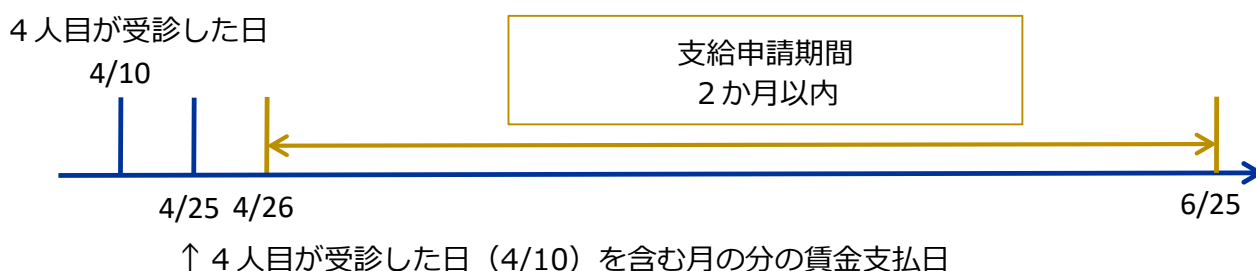 ４人目が受診した日
4/10
支給申請期間
２か月以内
4/25 4/26
6/25
↑４人目が受診した日（4/10）を含む月の分の賃金支払日